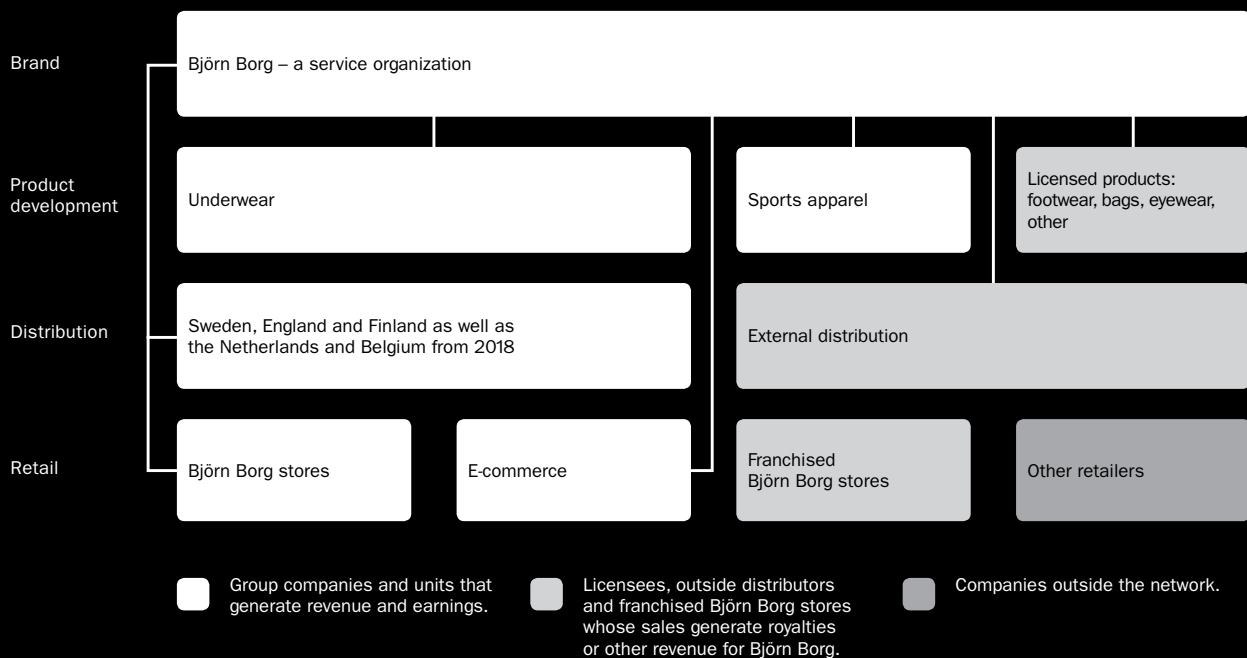 Brand
Björn Borg – a service organization
Product
development
Underwear
Sports apparel
Licensed products:
footwear, bags, eyewear,
other
Distribution
Sweden, England and Finland as well as
the Netherlands and Belgium from 2018
External distribution
Retail
Björn Borg stores
E-commerce
Franchised
Björn Borg stores
Other retailers
Group companies and units that
generate revenue and earnings.
Licensees, outside distributors
and franchised Björn Borg stores
whose sales generate royalties
or other revenue for Björn Borg.
Companies outside the network.